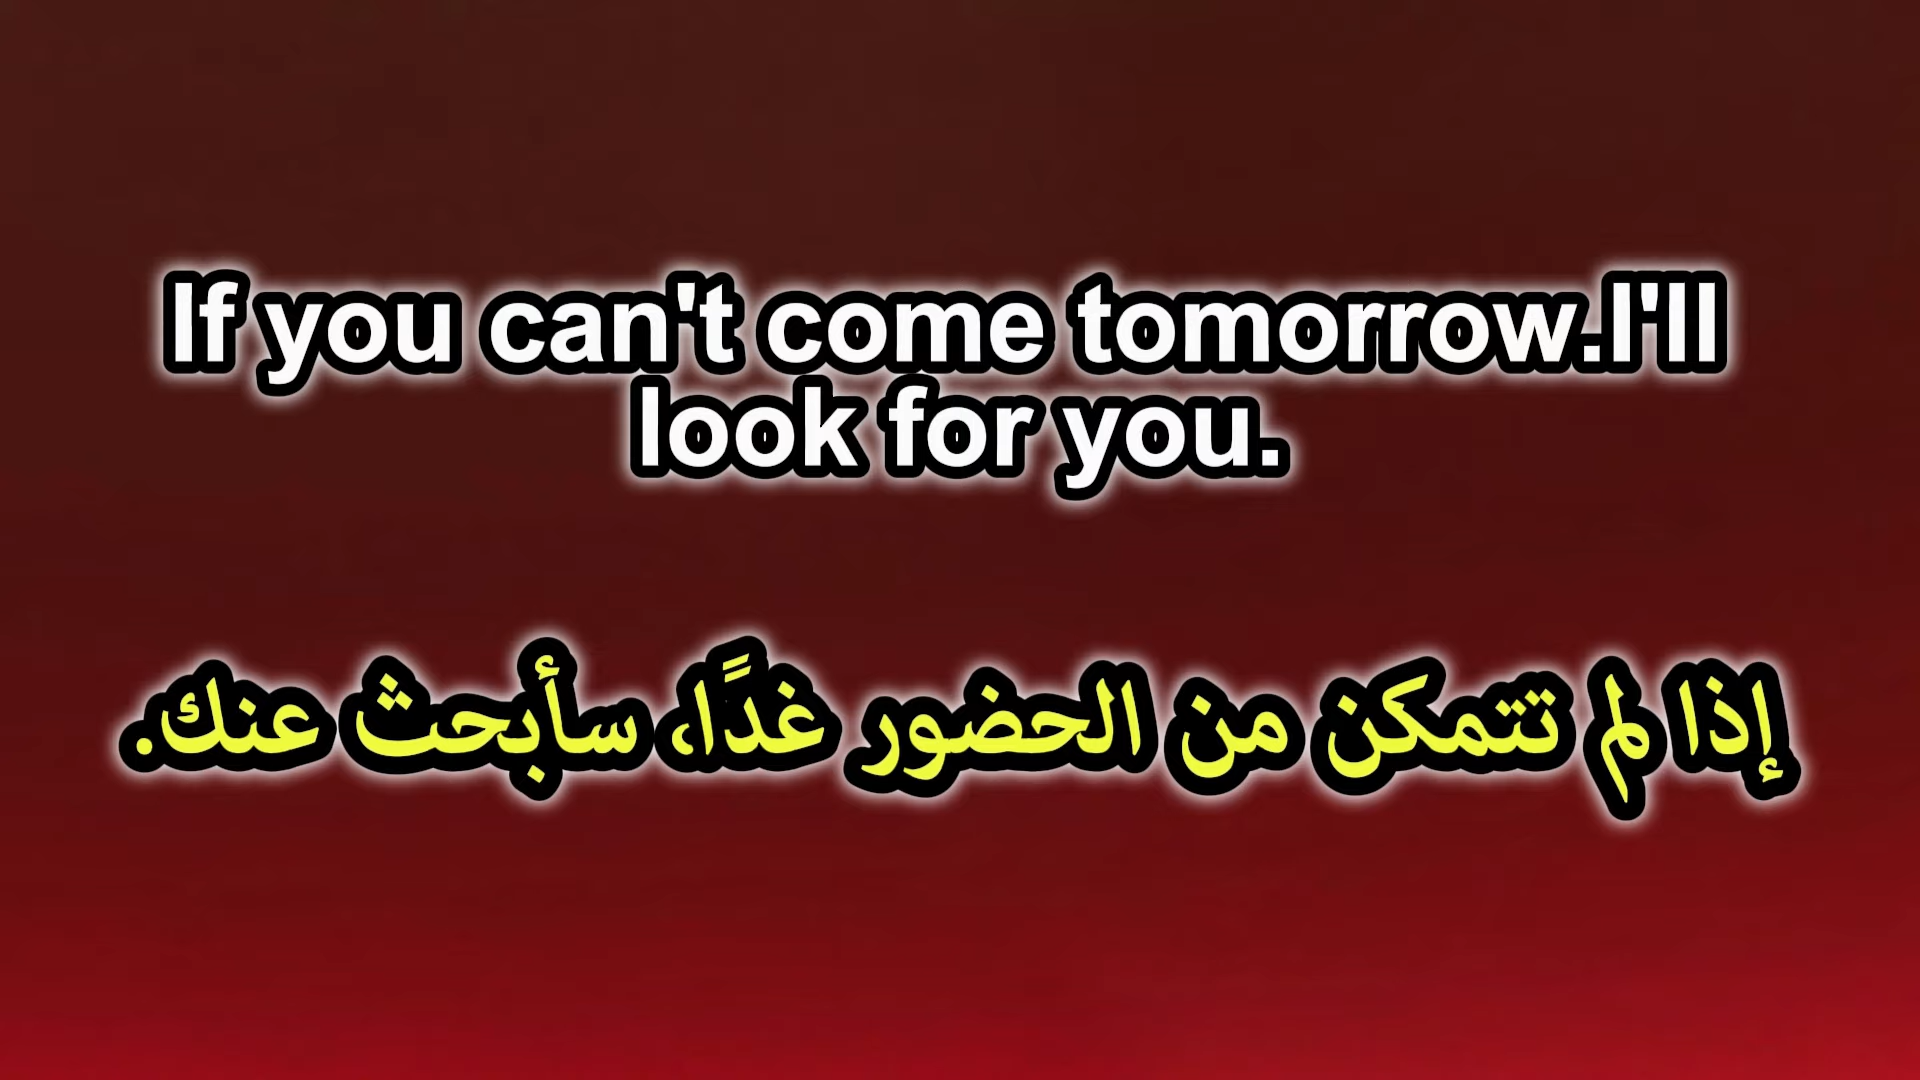 If you can't come tomorrow.I'll
look for you.
إذا لم تتمكن من الحضور غدًا، سأبحث عنك.